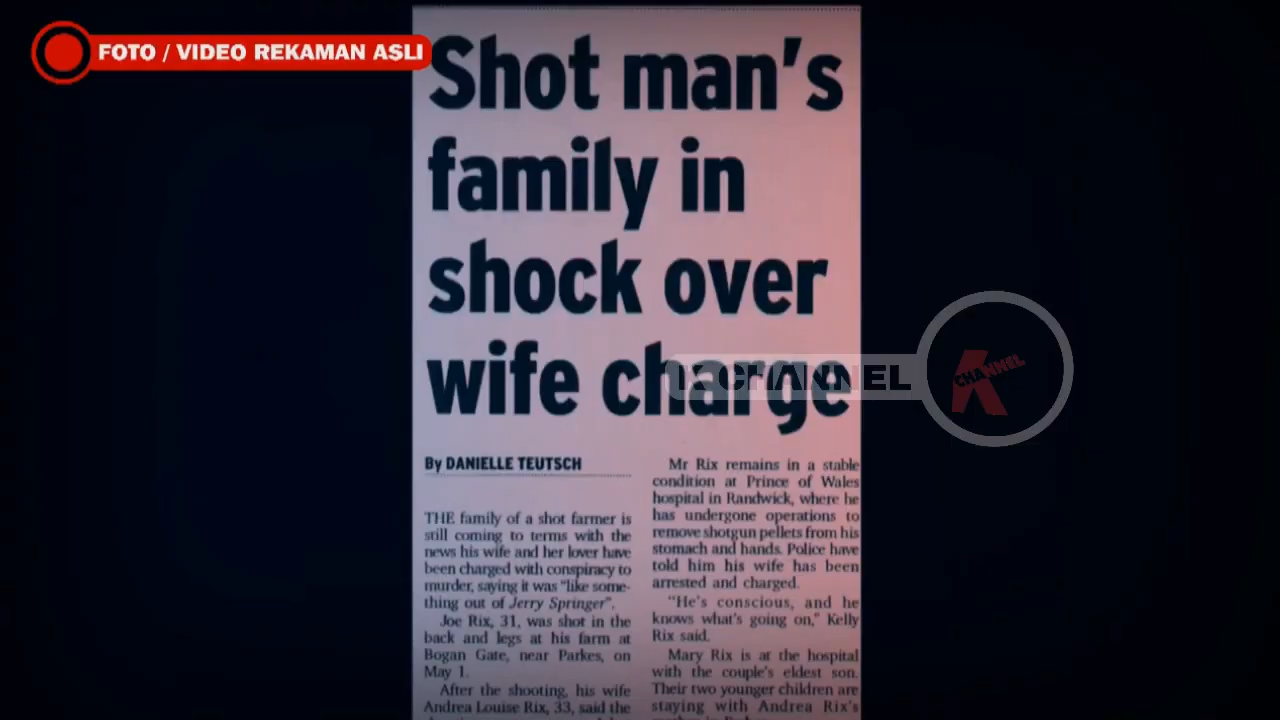 FOTO / VIDEO REKAMAN ASLI
Shot man's
family in
shock over
wife charge
K CHANNEL
K
CHANNEL
By DANIELLE TEUTSCH
THE family of a shot farmer is
still coming to terms with the
news his wife and her lover have
been charged with conspiracy to
murder, saying it was "like some-
thing out of Jerry Springer".
Joe Rix, 31, was shot in the
back and legs at his farm at
Bogan Gate, near Parkes, on
May 1.
After the shooting, his wife
Andrea Louise Rix, 33, said the
Mr Rix remains in a stable
condition at Prince of Wales
hospital in Randwick, where he
has undergone operations to
remove shotgun pellets from his
stomach and hands. Police have
told him his wife has been
arrested and charged.
"He's conscious, and he
knows what's going on," Kelly
Rix said.
Mary Rix is at the hospital
with the couple's eldest son.
Their two younger children are
staying with Andrea Rix's